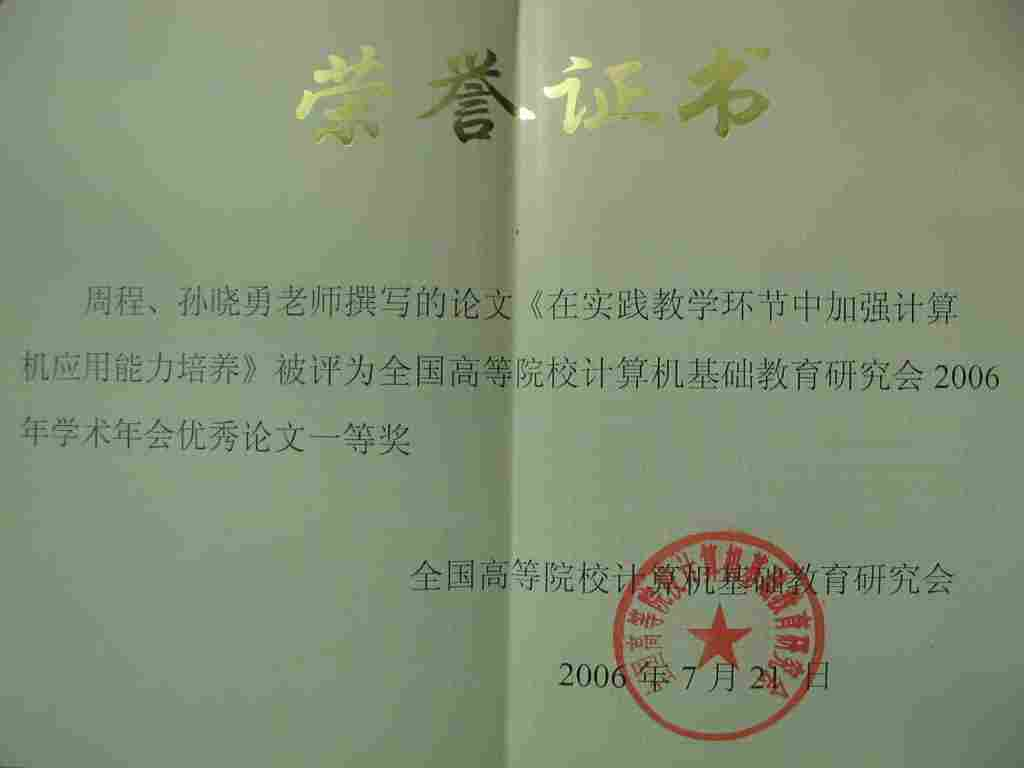 荣誉证书
周程、孙晓勇老师撰写的论文《在实践教学环节中加强计算
机应用能力培养》被评为全国高等院校计算机基础教育研究会2006
年学术年会优秀论文一等奖
全国高等院校计算机基础教育研究会
2006年7月21日
全国高等院校计算机基础教育研究会